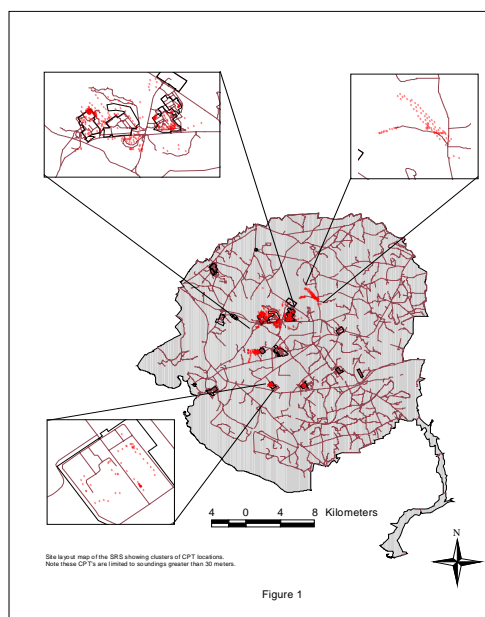 N
4 0 4 8 Kilometers
Site layout map of the SRS showing clusters of CPT locations.
Note these CPT's are limited to soundings greater than 30 meters.
Figure 1